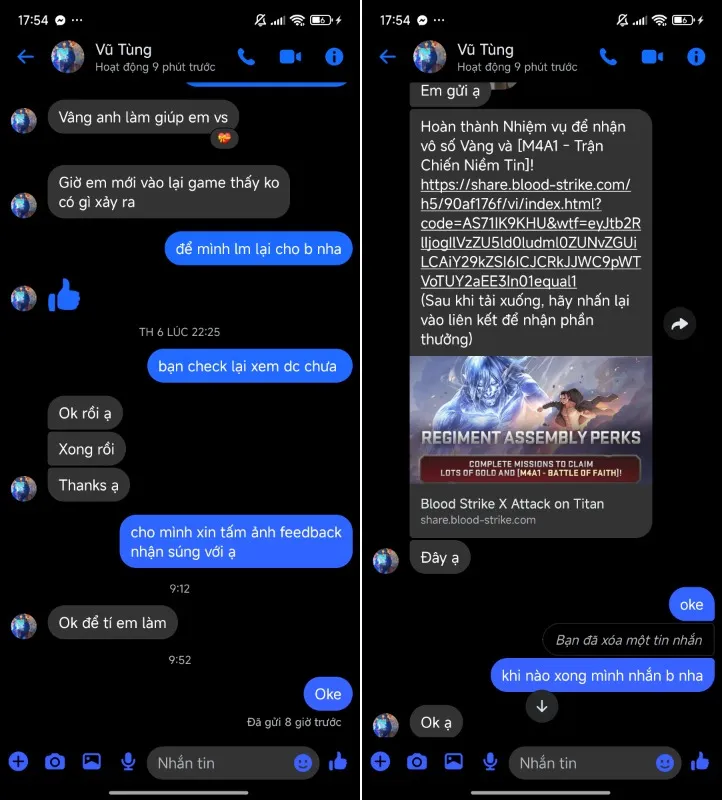 17:54
Vũ Tùng
Hoạt động 9 phút trước
Vâng anh làm giúp em vs
Giờ em mới vào lại game thấy ko
có gì xảy ra
để mình lm lại cho b nha
TH 6 LÚC 22:25
bạn check lại xem dc chưa
Ok rồi ạ
Xong rồi
Thanks ạ
cho mình xin tấm ảnh feedback
nhận súng với ạ
9:12
Ok để tí em làm
9:52
Oke
Đã gửi 8 giờ trước
Nhắn tin
17:54
Vũ Tùng
Hoạt động 9 phút trước
Em gửi ạ
Hoàn thành Nhiệm vụ để nhận
vô số Vàng và [M4A1 - Trận
Chiến Niềm Tin]!
https://share.blood-strike.com/
h5/90af176f/vi/index.html?
code=AS71IK9KHU&wtf=eyJtb2R
lIjogIlVzZU5ld0ludml0ZUNvZGUi
LCAiY29kZSI6ICJCRkJJWC9pWT
VoTUY2aEE3In01equal1
(Sau khi tải xuống, hãy nhấn lại
vào liên kết để nhận phần
thưởng)
REGIMENT ASSEMBLY PERKS
COMPLETE MISSIONS TO CLAIM
LOTS OF GOLD AND [M4A1 - BATTLE OF FAITH]!
Blood Strike X Attack on Titan
share.blood-strike.com
Đây ạ
oke
Bạn đã xóa một tin nhắn
khi nào xong mình nhắn b nha
Ok ạ
Nhắn tin